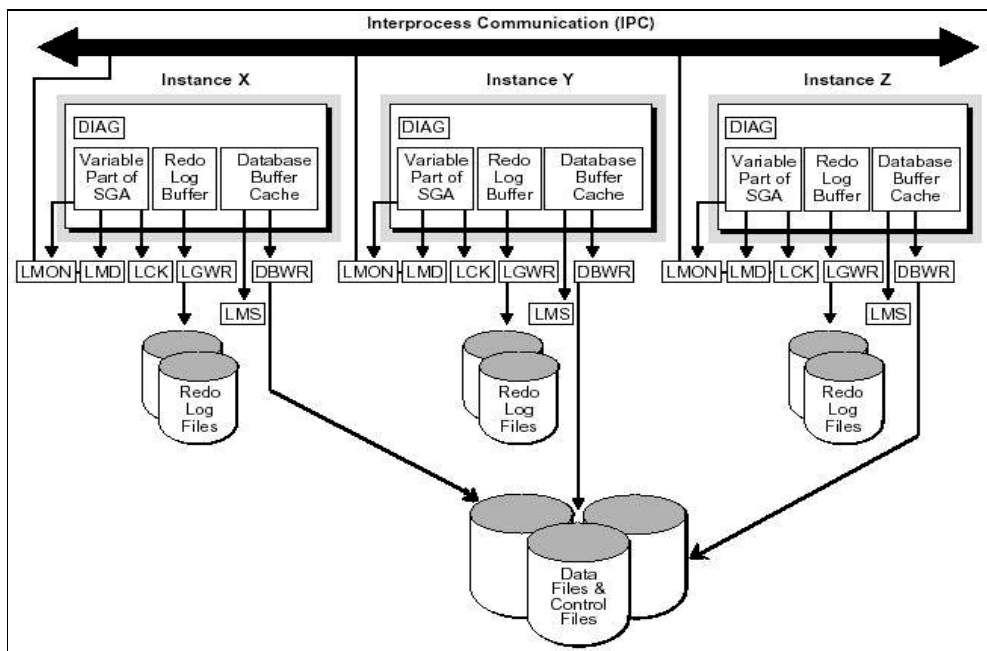 Interprocess Communication (IPC)
Instance X
Instance Y
Instance Z
DIAG
Variable
Part of
SGA
Redo
Log
Buffer
Database
Buffer
Cache
DIAG
Variable
Part of
SGA
Redo
Log
Buffer
Database
Buffer
Cache
DIAG
Variable
Part of
SGA
Redo
Log
Buffer
Database
Buffer
Cache
LMON
LMD
LCK
LGWR
DBWR
LMS
LMON
LMD
LCK
LGWR
DBWR
LMS
LMON
LMD
LCK
LGWR
DBWR
LMS
Redo
Log
Files
Redo
Log
Files
Redo
Log
Files
Data
Files &
Control
Files